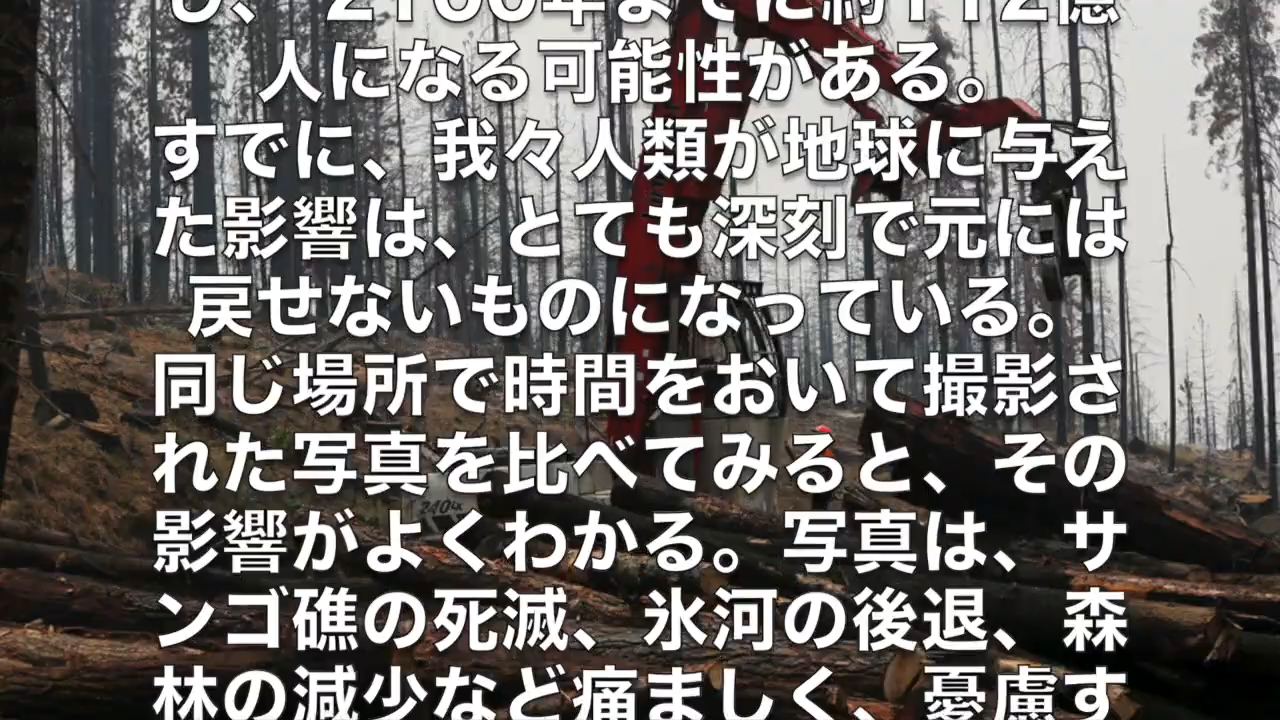 し、 2100年までに約112億
人になる可能性がある。
すでに、我々人類が地球に与え
た影響は、とても深刻で元には
戻せないものになっている。
同じ場所で時間をおいて撮影さ
れた写真を比べてみると、その
影響がよくわかる。写真は、サ
ンゴ礁の死滅、氷河の後退、森
林の減少など痛ましく、憂慮す
240LC